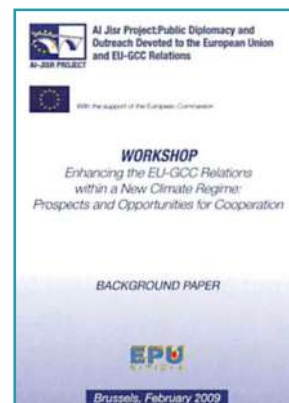 Al Jisr Project:Public Diplomacy and
Outreach Devoted to the European Union
and EU-GCC Relations
Al-JISR PROJECT
With the support of the European Commission
WORKSHOP
Enhancing the EU-GCC Relations
within a New Climate Regime:
Prospects and Opportunities for Cooperation
BACKGROUND PAPER
EPU
Brussels, February 2009